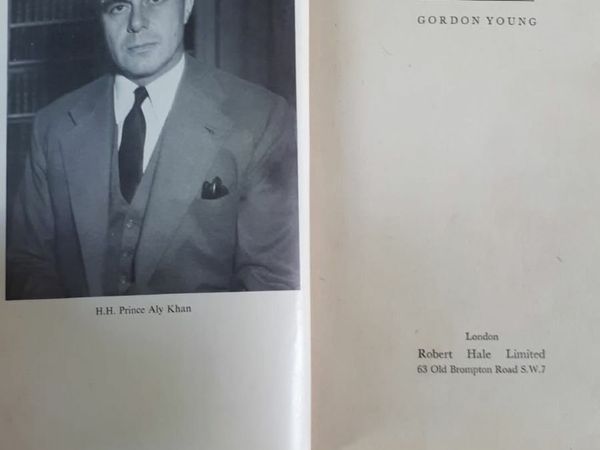 H.H. Prince Aly Khan
GORDON YOUNG
London
Robert Hale Limited
63 Old Brompton Road S.W.7